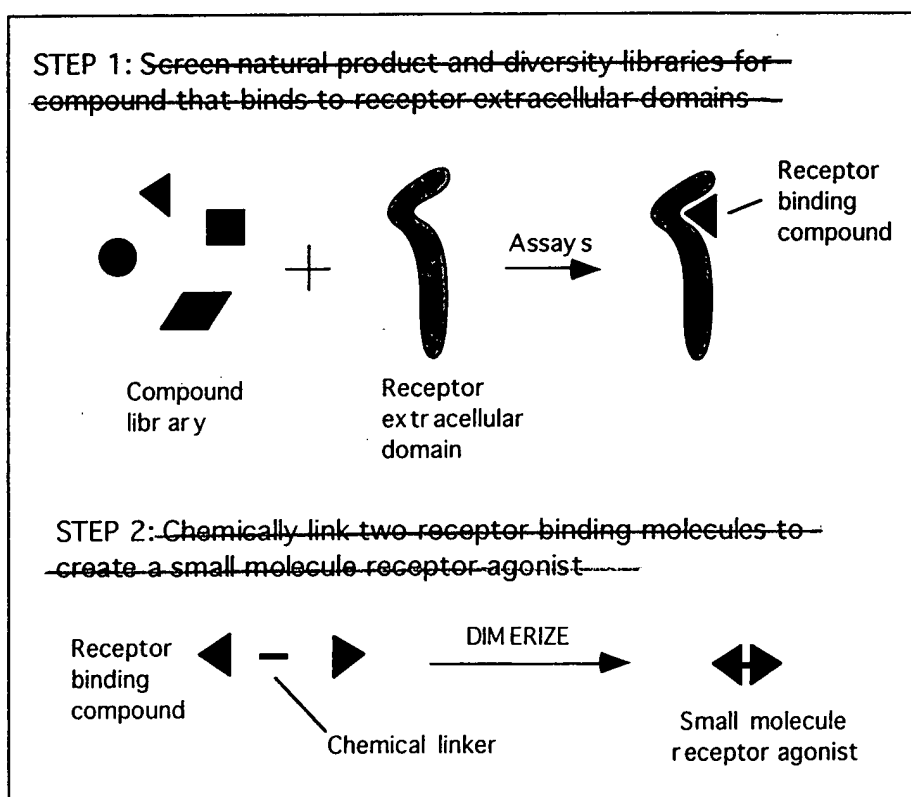 STEP 1: Screen natural product and diversity libraries for
compound that binds to receptor extracellular domains
Receptor
binding
compound
Assays
Compound
library
Receptor
extracellular
domain
STEP 2: Chemically link two receptor binding molecules to
create a small molecule receptor agonist
Receptor
binding
compound
DIMERIZE
Chemical linker
Small molecule
receptor agonist